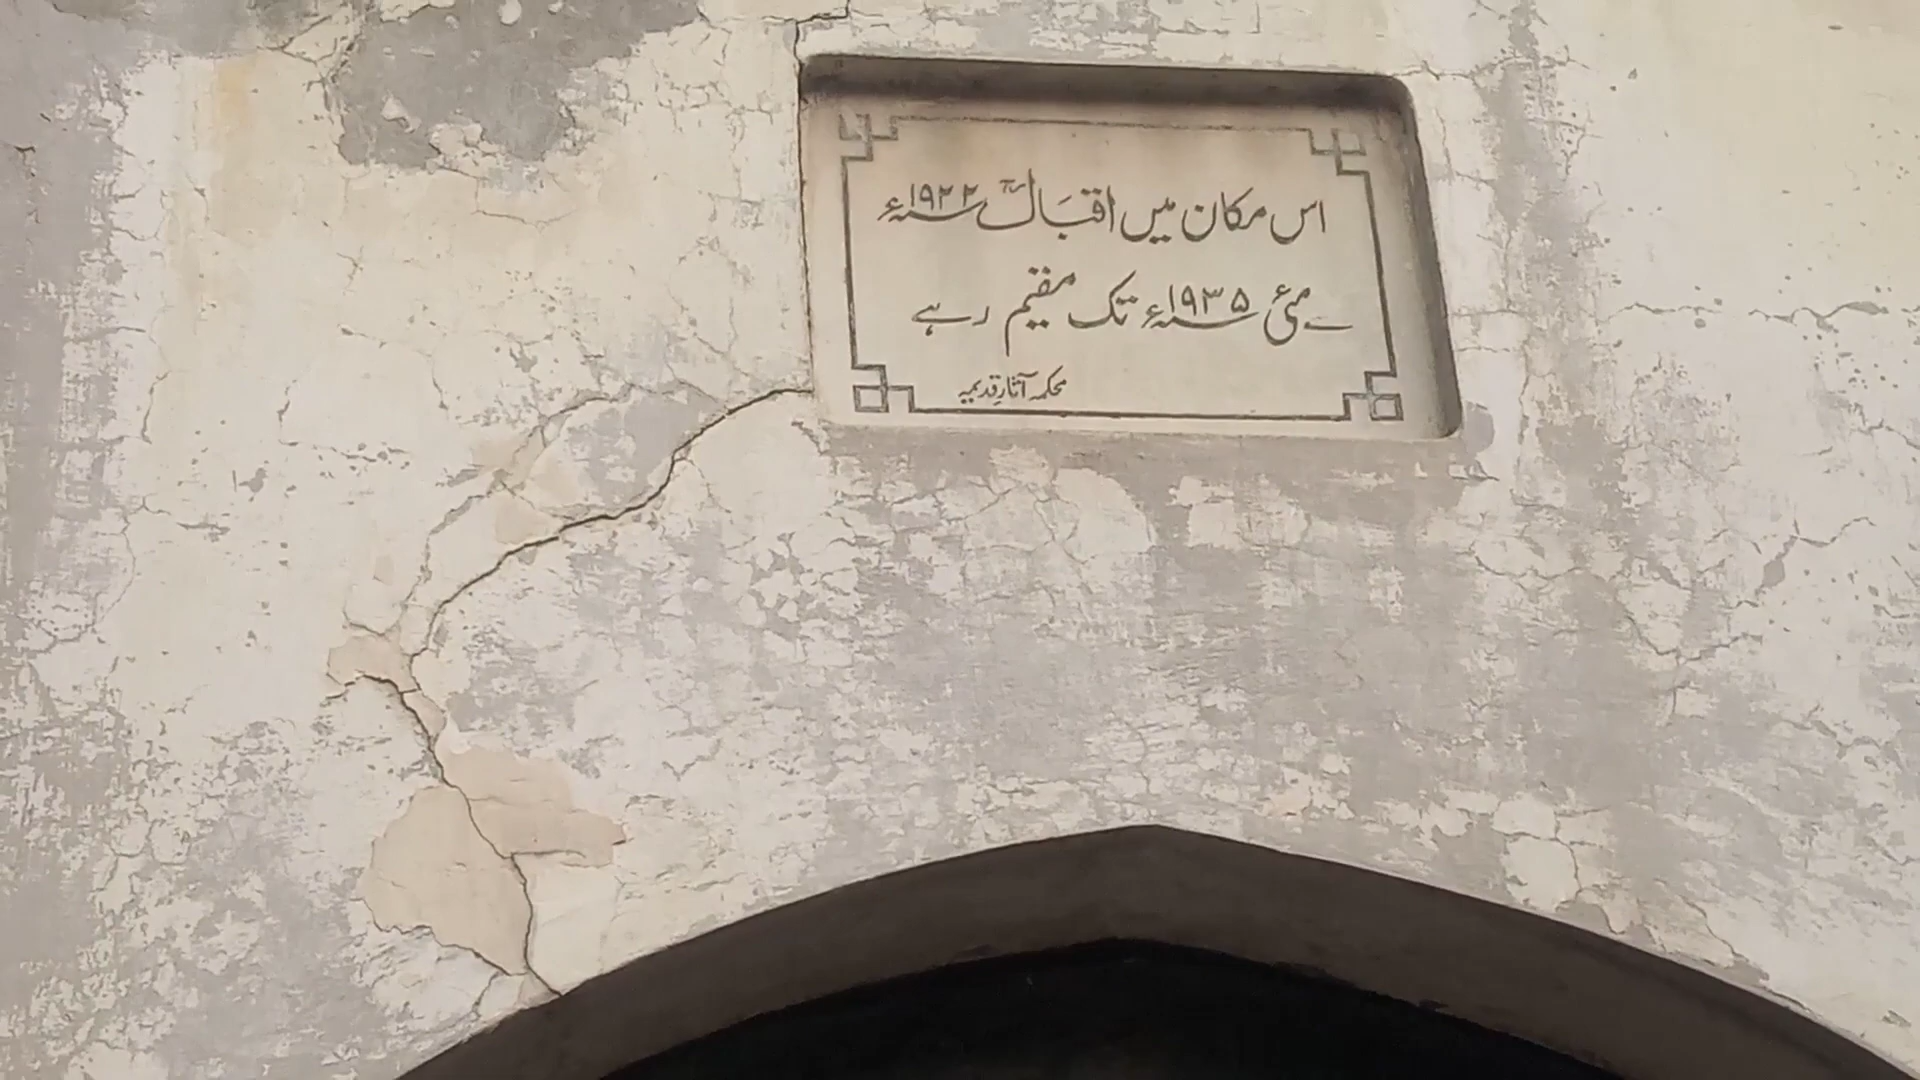 اس مکان میں اقبالؒ ۱۹۲۲ء
سے مئی ۱۹۳۵ء تک مقیم رہے
محکمہ آثارِ قدیمہ